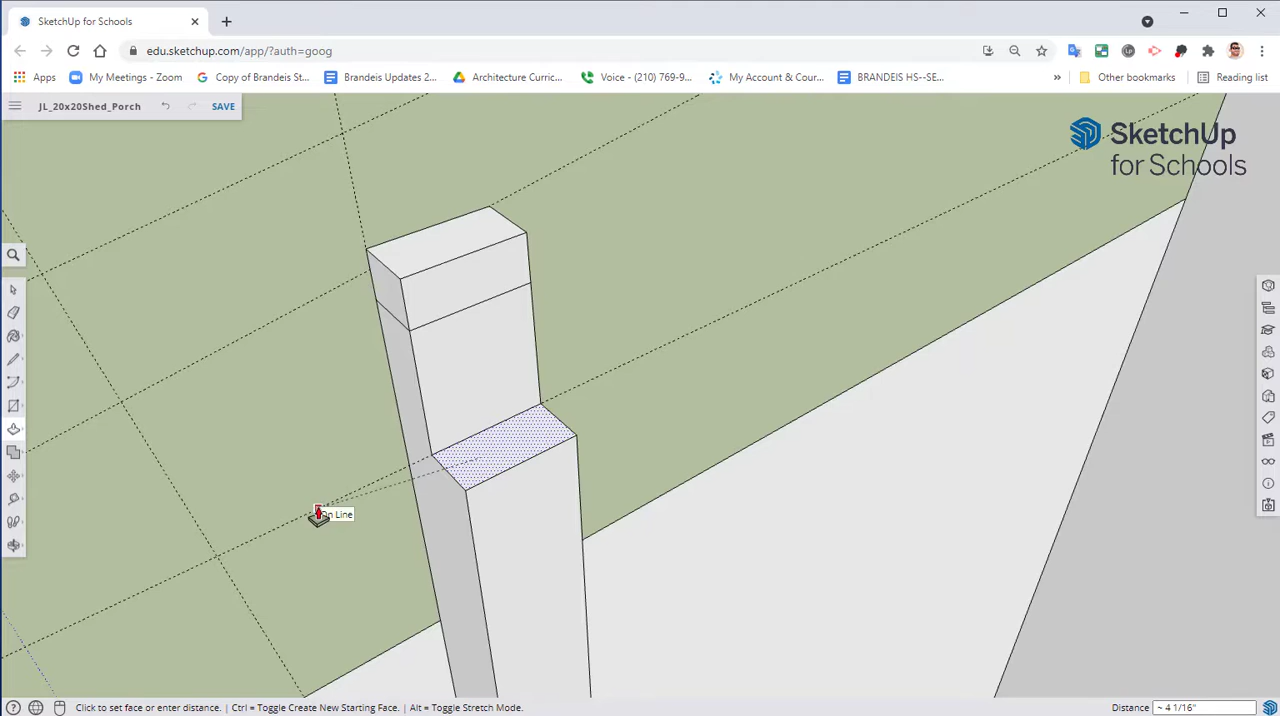 SketchUp for Schools
edu.sketchup.com/app/?auth=goog
Apps
My Meetings - Zoom
Copy of Brandeis St...
Brandeis Updates 2...
Architecture Curric...
Voice - (210) 769-9...
My Account & Cour...
BRANDEIS HS--SE...
»
Other bookmarks
Reading list
JL_20x20Shed_Porch
SAVE
SketchUp
for Schools
On Line
Click to set face or enter distance. | Ctrl = Toggle Create New Starting Face. | Alt = Toggle Stretch Mode.
Distance
~ 4 1/16"